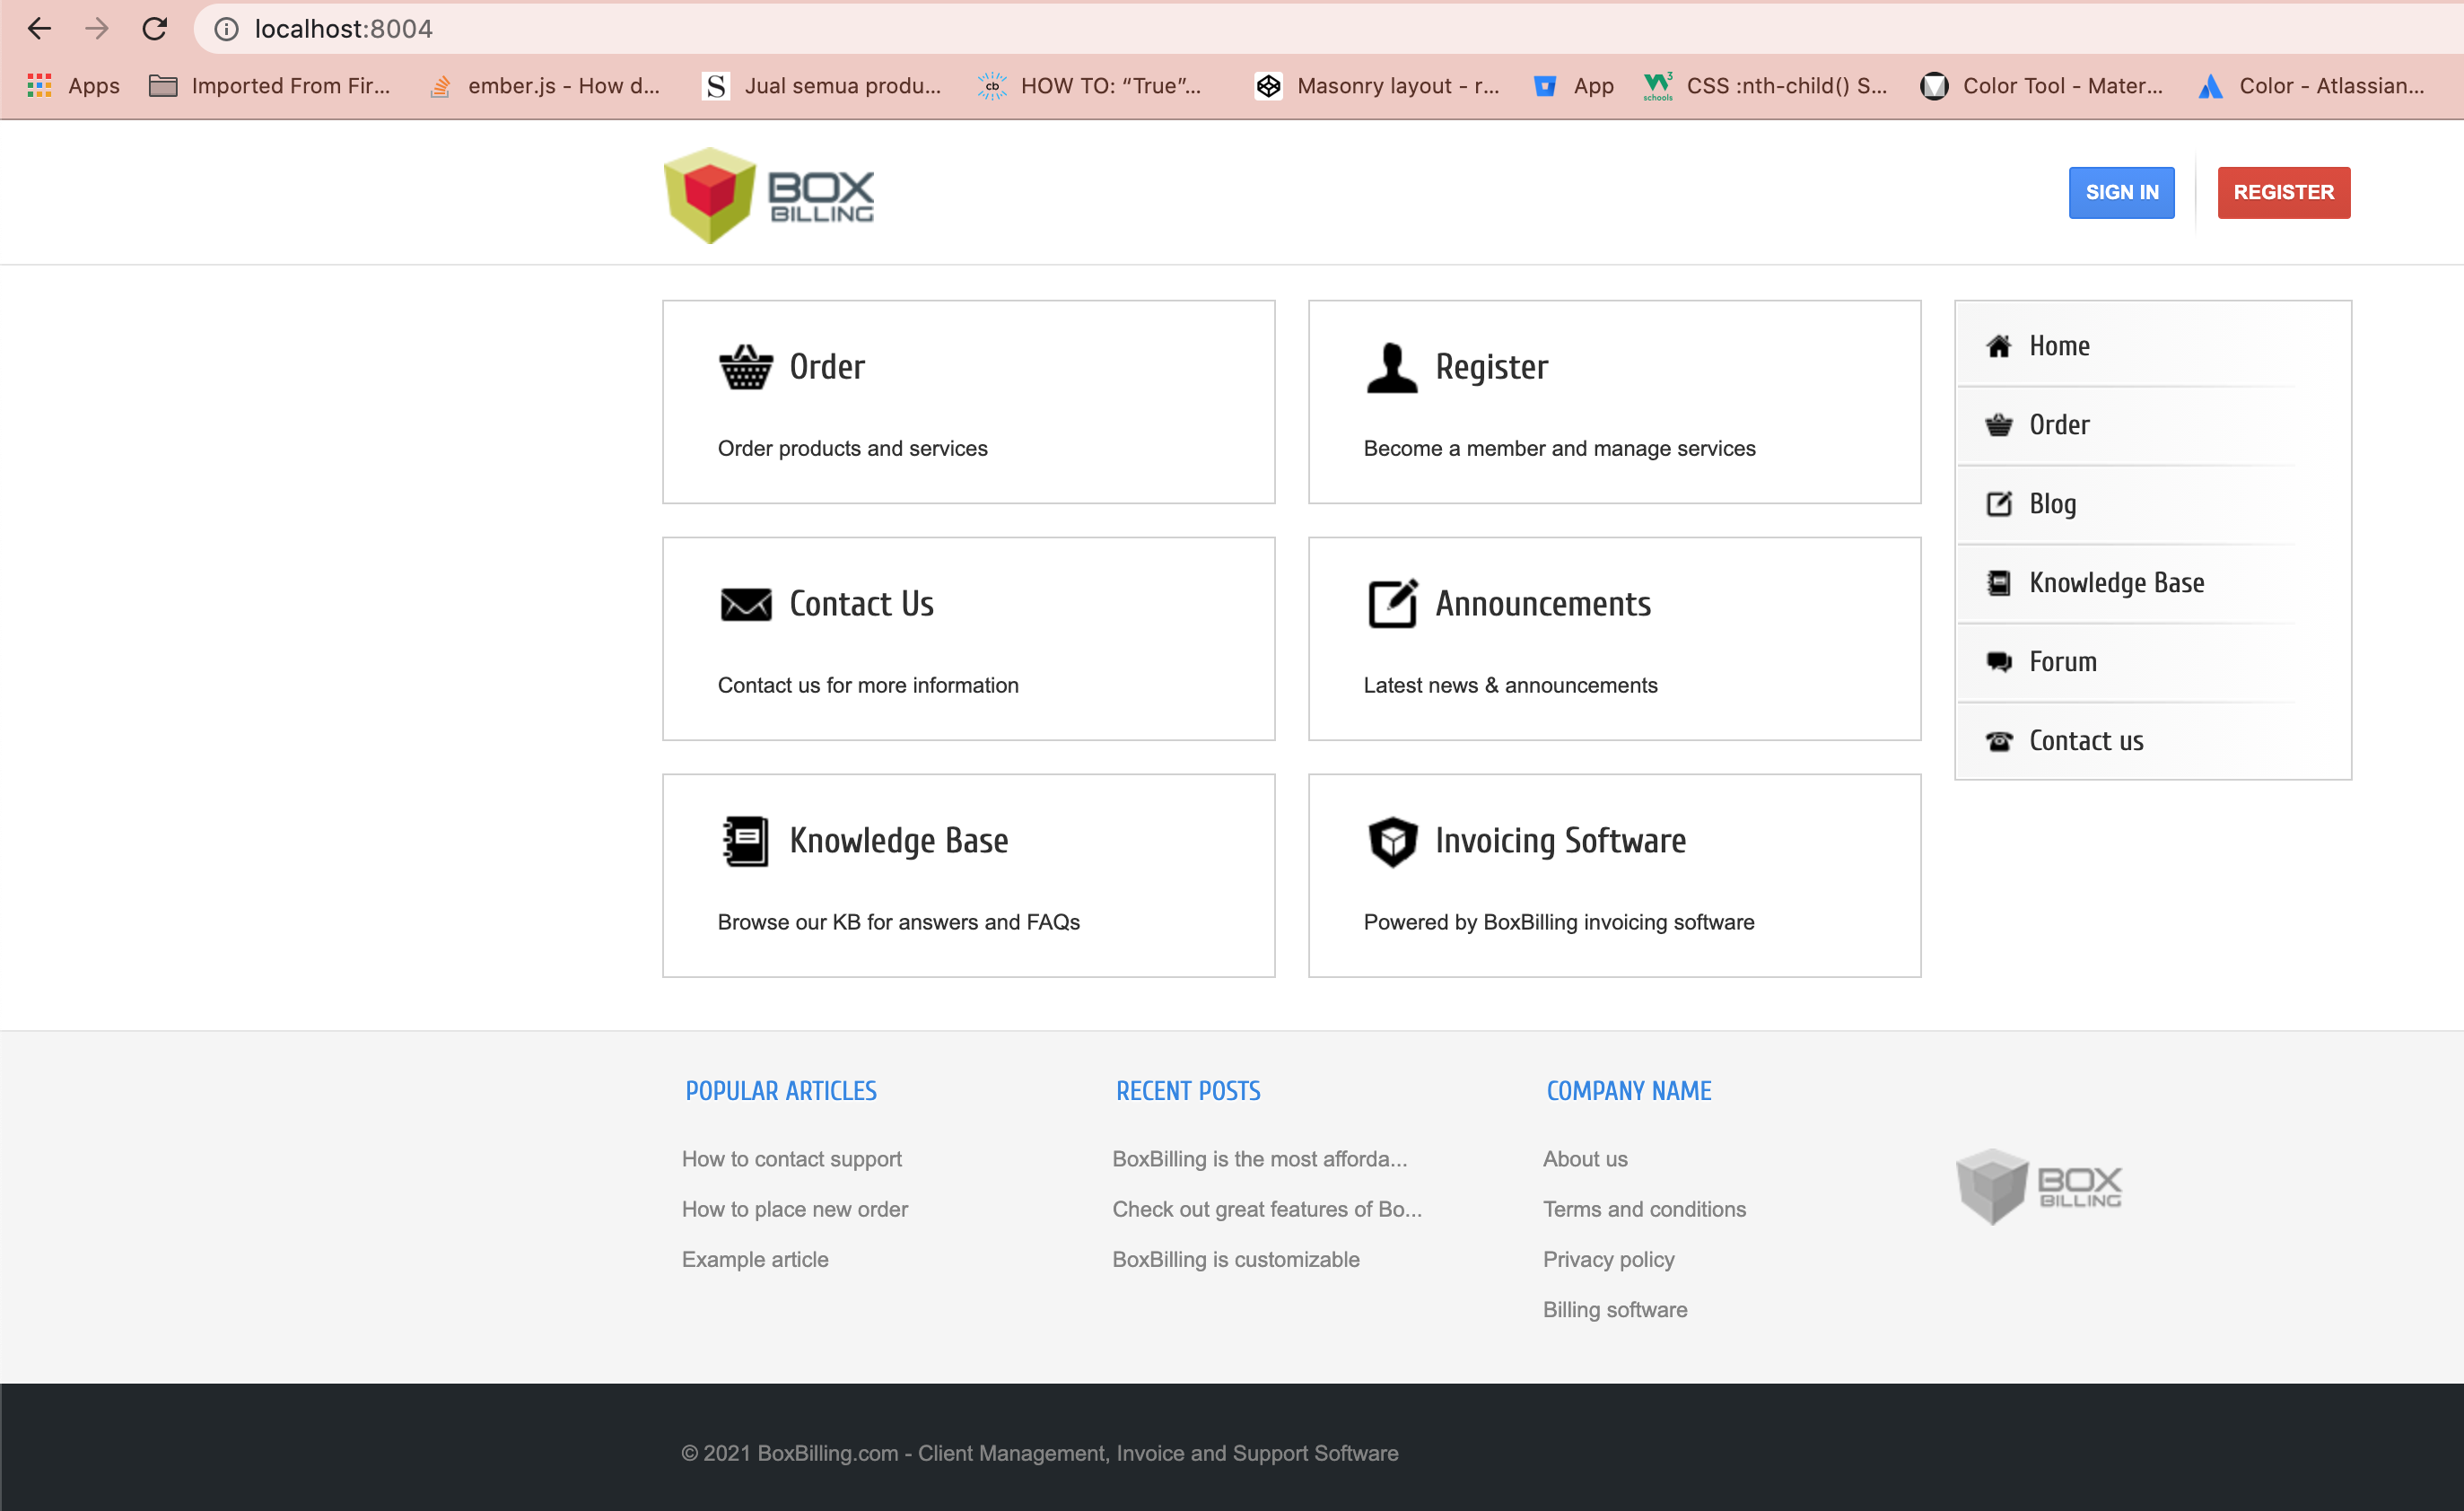 localhost:8004
Apps
Imported From Fir...
ember.js - How d...
S
Jual semua produ...
cb
HOW TO: “True”...
Masonry layout - r...
App
W3 schools
CSS :nth-child() S...
Color Tool - Mater...
Color - Atlassian...
BOX
BILLING
SIGN IN
REGISTER
Order
Order products and services
Register
Become a member and manage services
Contact Us
Contact us for more information
Announcements
Latest news & announcements
Knowledge Base
Browse our KB for answers and FAQs
Invoicing Software
Powered by BoxBilling invoicing software
Home
Order
Blog
Knowledge Base
Forum
Contact us
POPULAR ARTICLES
How to contact support
How to place new order
Example article
RECENT POSTS
BoxBilling is the most afforda...
Check out great features of Bo...
BoxBilling is customizable
COMPANY NAME
About us
Terms and conditions
Privacy policy
Billing software
BOX
BILLING
© 2021 BoxBilling.com - Client Management, Invoice and Support Software